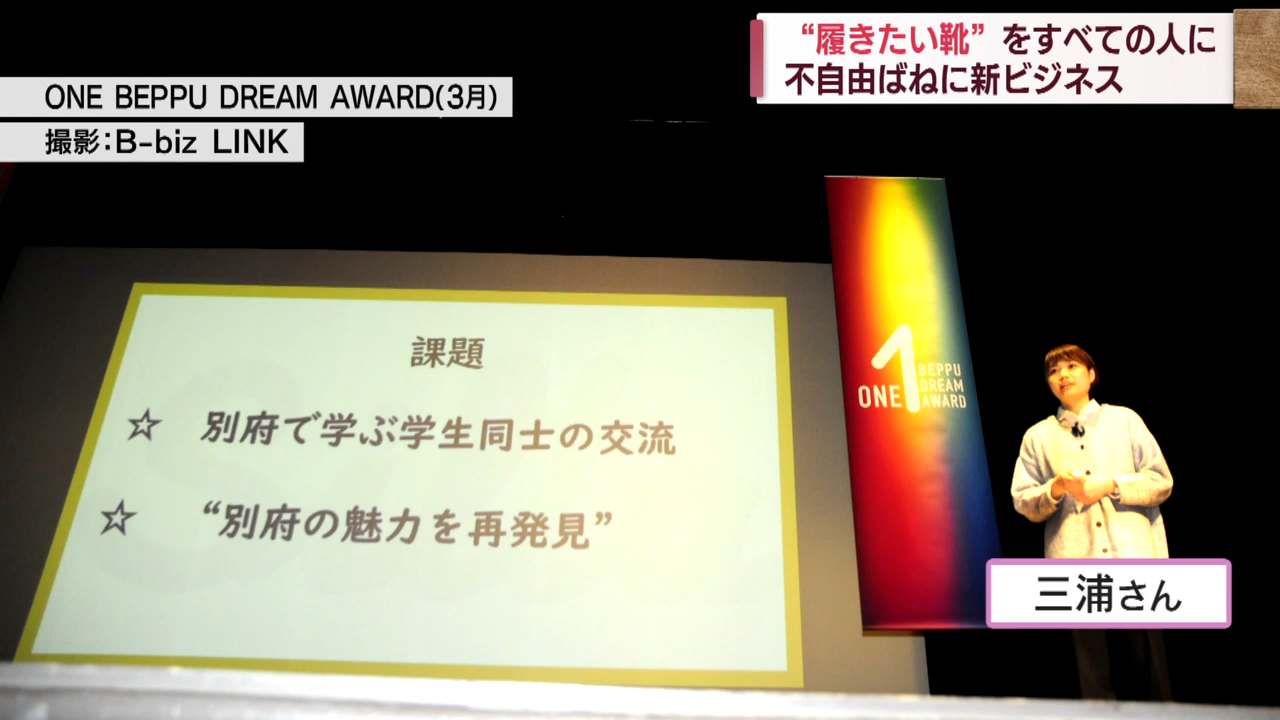 “履きたい靴” をすべての人に
不自由ばねに新ビジネス
ONE BEPPU DREAM AWARD(3月)
撮影:B-biz LINK
課題
☆ 別府で学ぶ学生同士の交流
☆ “別府の魅力を再発見”
1
ONE
BEPPU
DREAM
AWARD
三浦さん